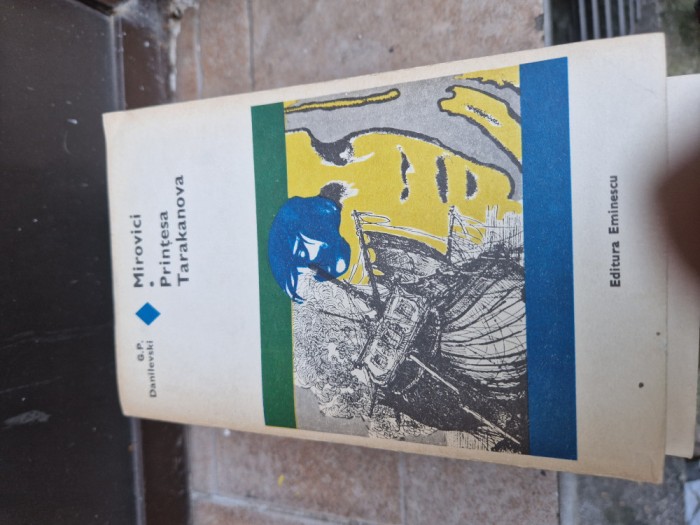 G.P.
Danilevski
Mirovici
•
Prințesa
Tarakanova
Editura Eminescu